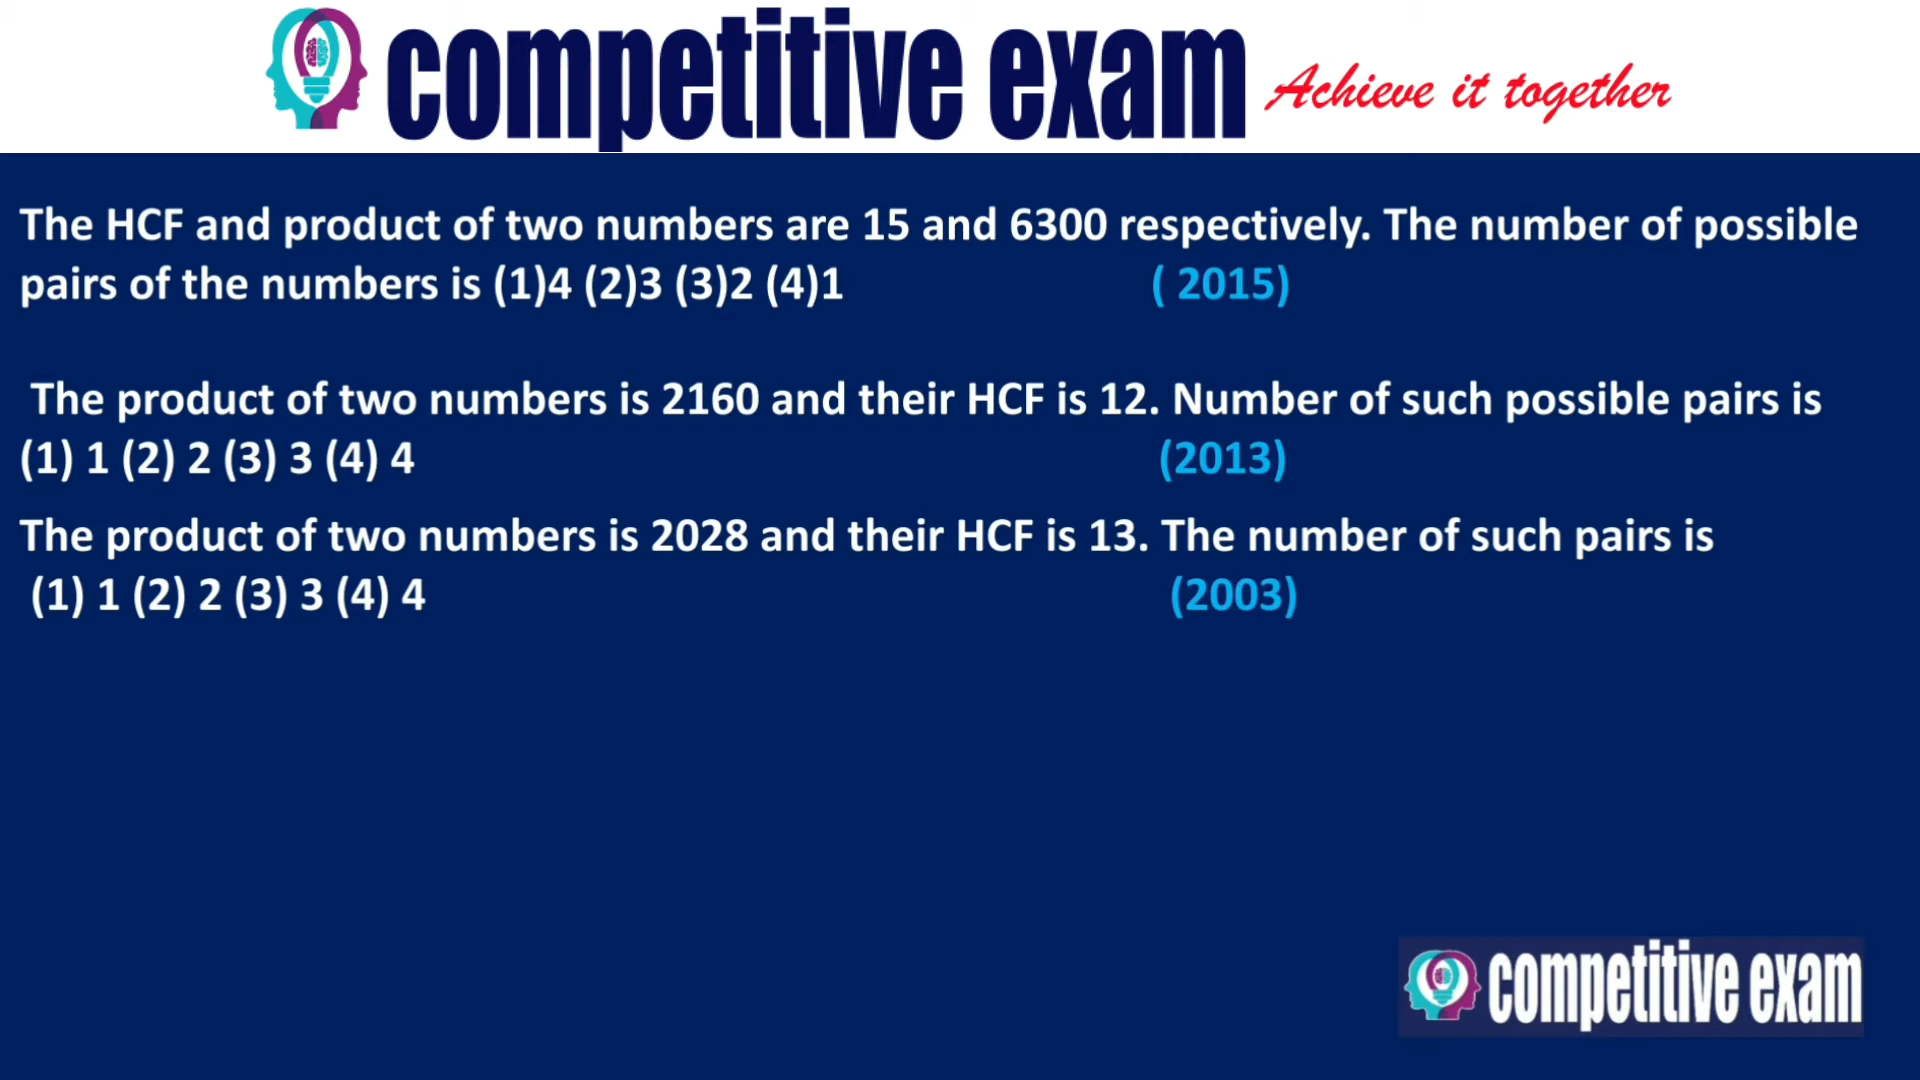 competitive exam Achieve it together
The HCF and product of two numbers are 15 and 6300 respectively. The number of possible
pairs of the numbers is (1)4 (2)3 (3)2 (4)1 ( 2015)
The product of two numbers is 2160 and their HCF is 12. Number of such possible pairs is
(1) 1 (2) 2 (3) 3 (4) 4 (2013)
The product of two numbers is 2028 and their HCF is 13. The number of such pairs is
(1) 1 (2) 2 (3) 3 (4) 4 (2003)
competitive exam